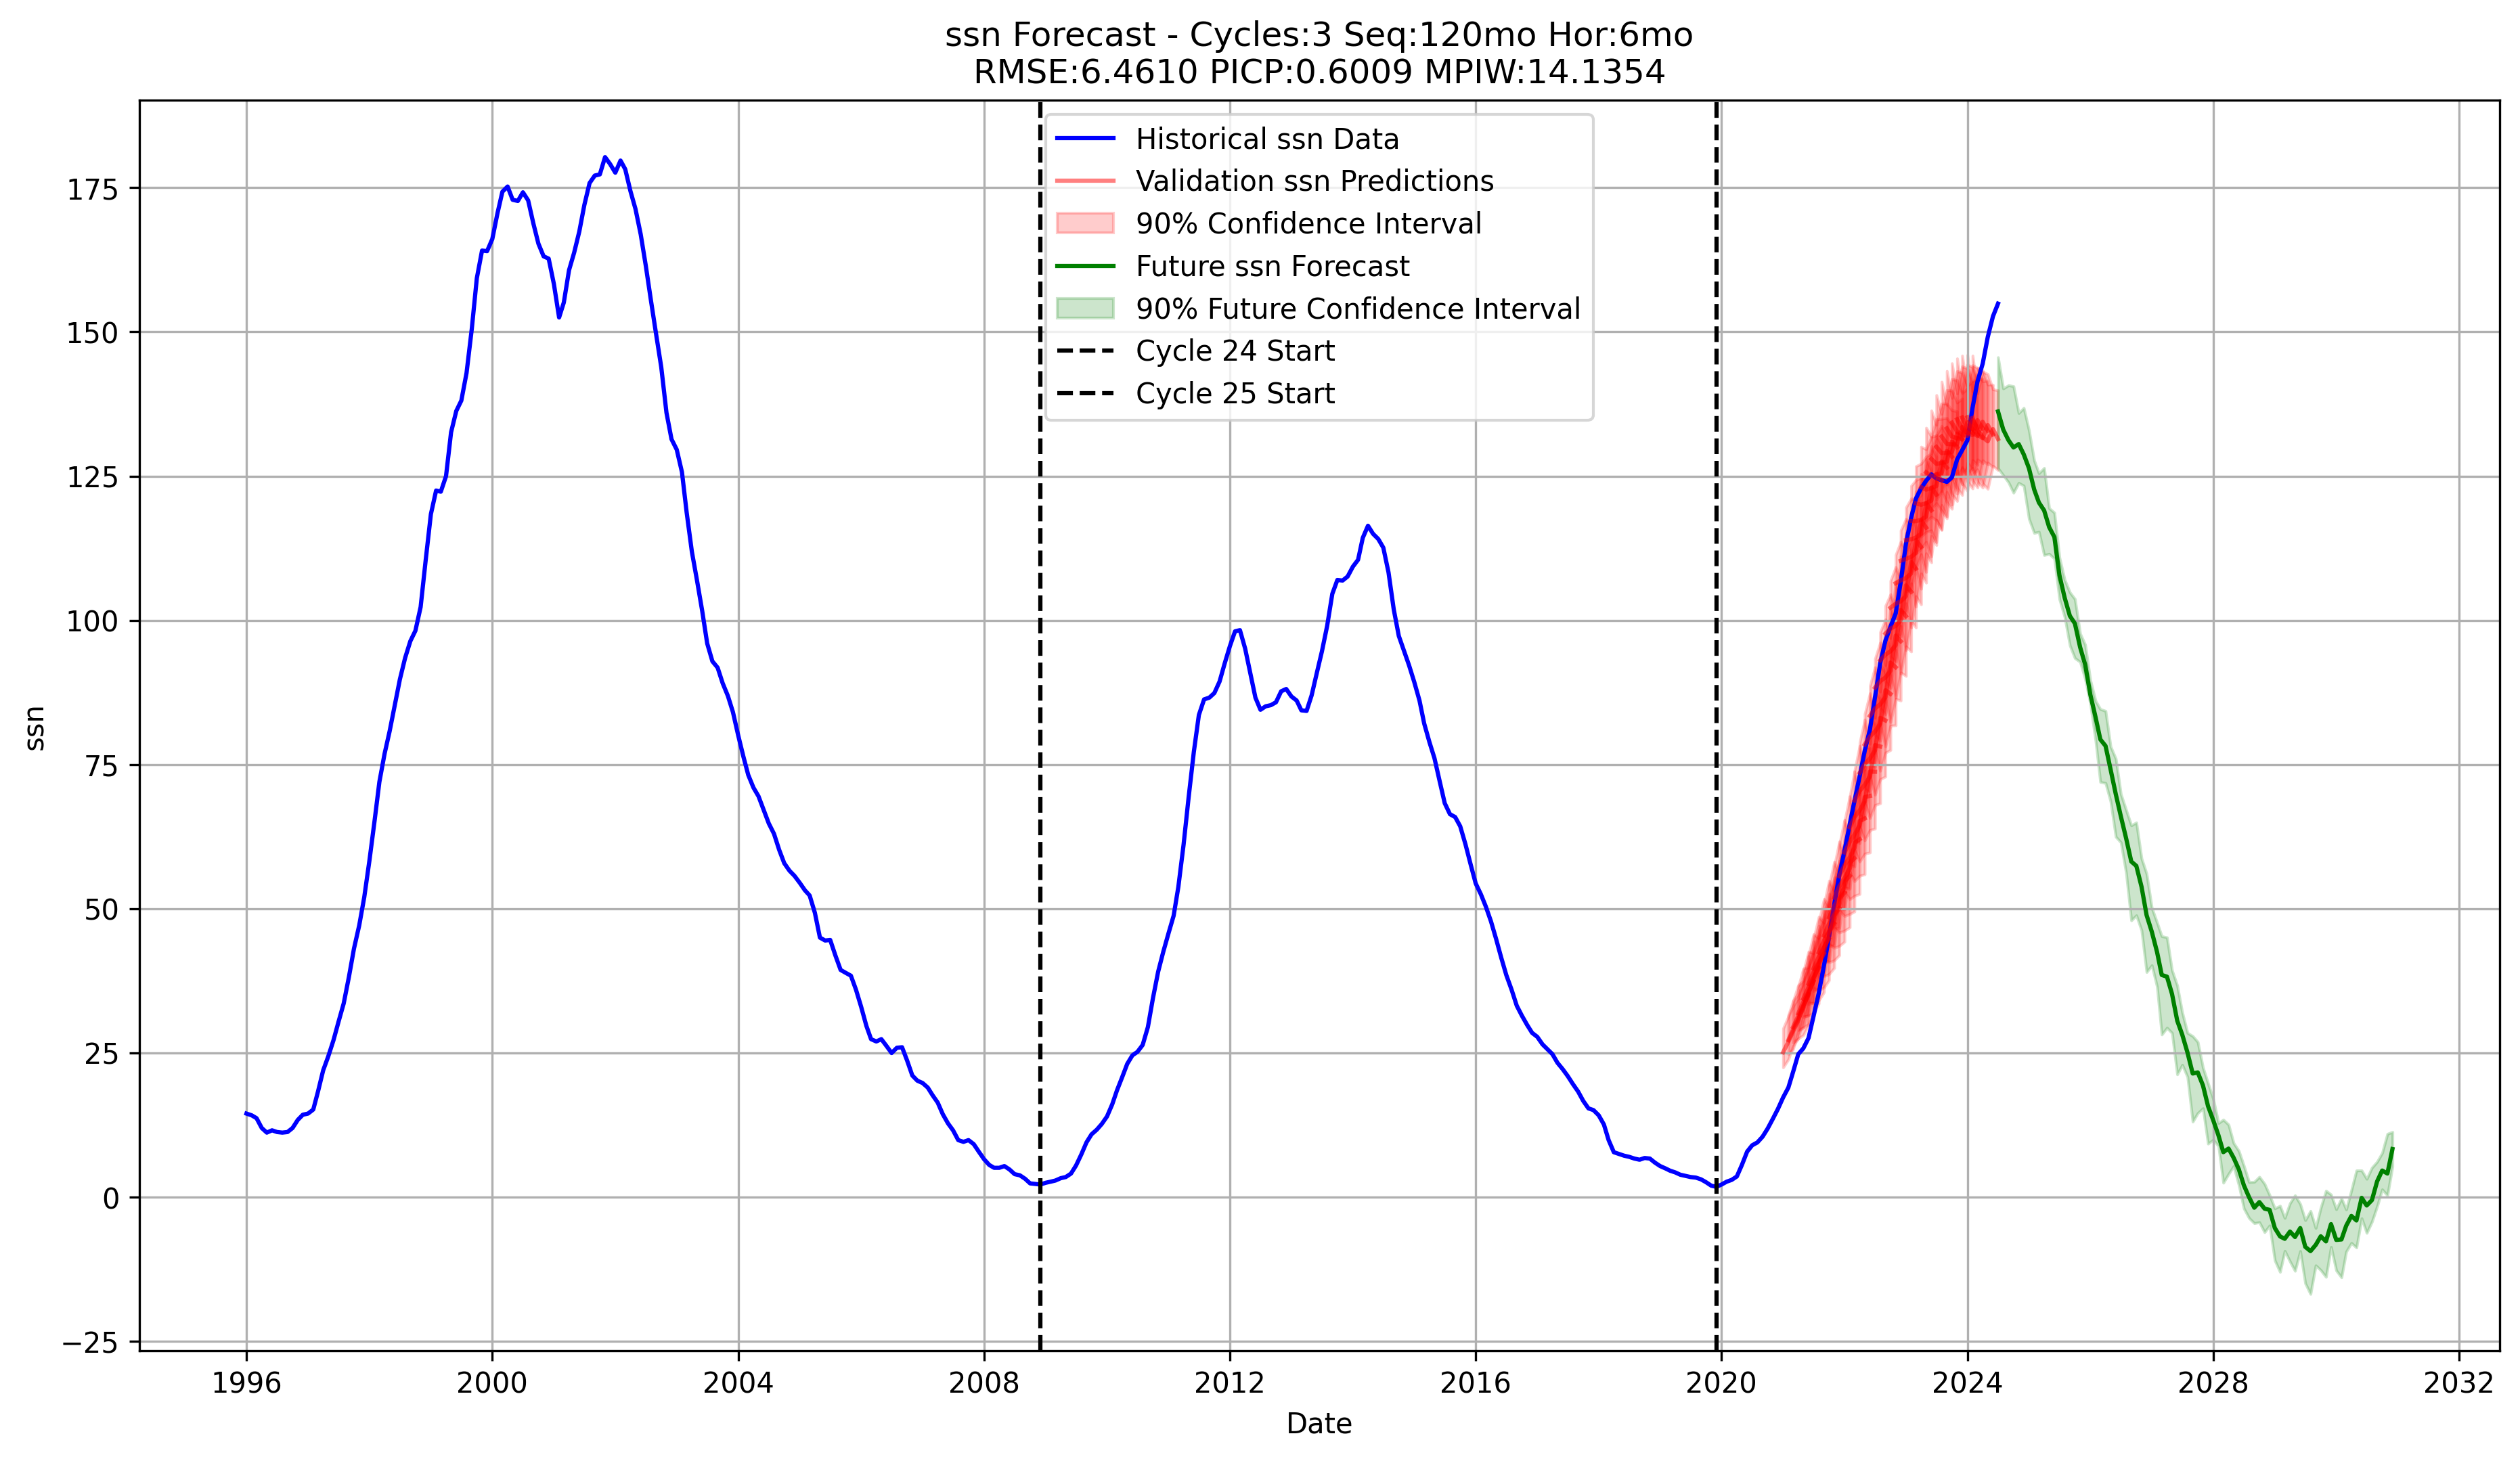 ssn Forecast - Cycles:3 Seq:120mo Hor:6mo
RMSE:6.4610 PICP:0.6009 MPIW:14.1354
Historical ssn Data
Validation ssn Predictions
90% Confidence Interval
Future ssn Forecast
90% Future Confidence Interval
Cycle 24 Start
Cycle 25 Start
ssn
175
150
125
100
75
50
25
0
−25
1996 2000 2004 2008 2012 2016 2020 2024 2028 2032
Date